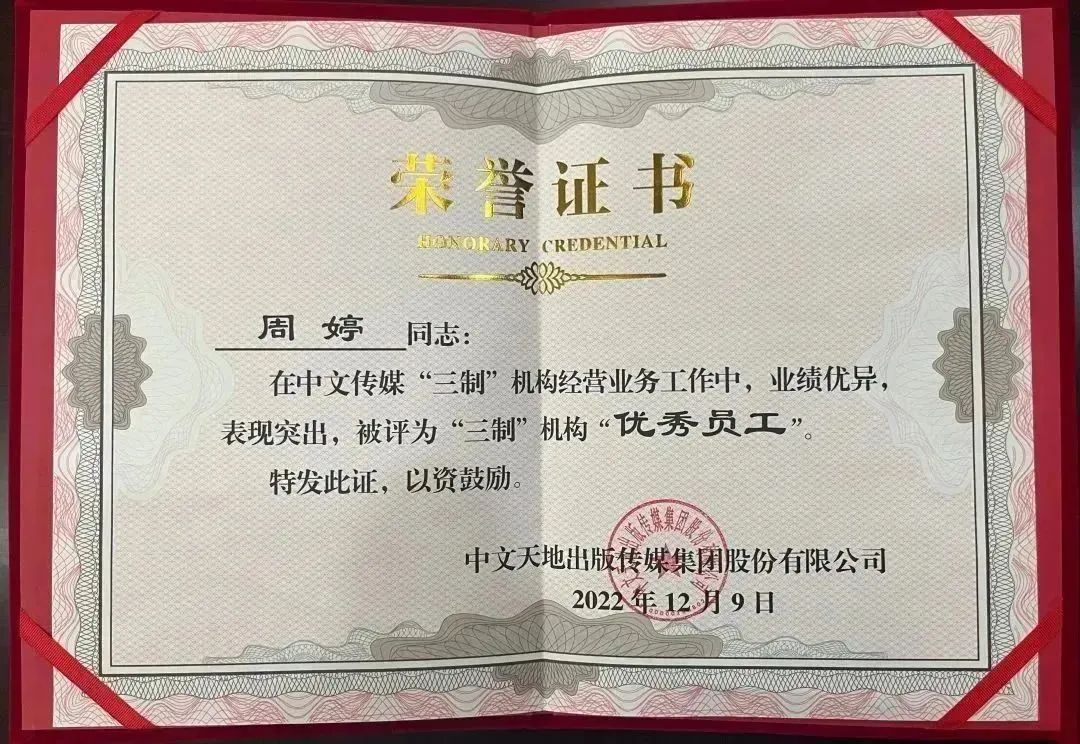 荣誉证书
HONORARY CREDENTIAL
周婷 同志：
在中文传媒“三制”机构经营业务工作中，业绩优异，
表现突出，被评为“三制”机构“优秀员工”。
特发此证，以资鼓励。
中文天地出版传媒集团股份有限公司
2022年12月9日